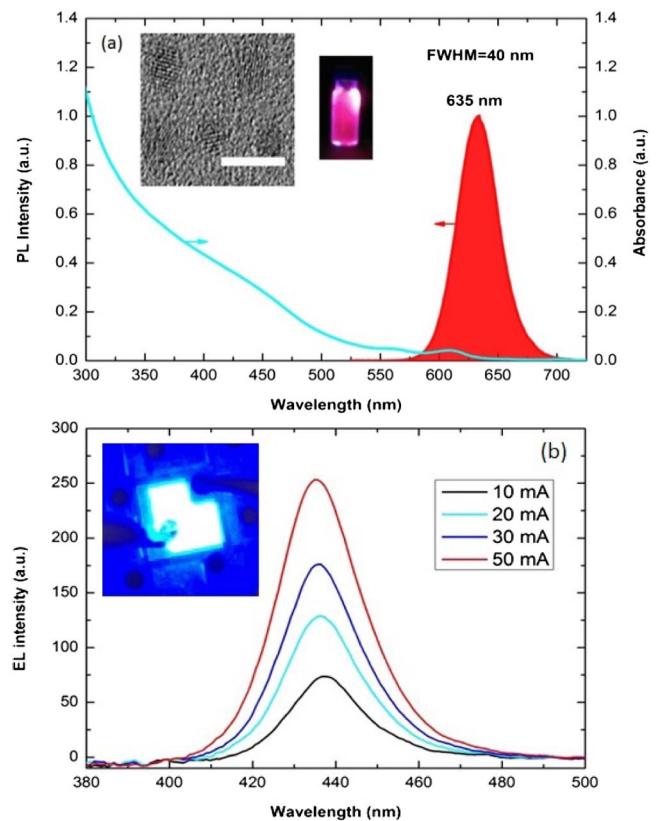 (a)
FWHM=40 nm
635 nm
PL Intensity (a.u.)
1.4
1.2
1.0
0.8
0.6
0.4
0.2
0.0
1.4
1.2
1.0
0.8
0.6
0.4
0.2
0.0
Absorbance (a.u.)
300 350 400 450 500 550 600 650 700
Wavelength (nm)
(b)
EL intensity (a.u.)
300
250
200
150
100
50
0
10 mA
20 mA
30 mA
50 mA
380 400 420 440 460 480 500
Wavelength (nm)